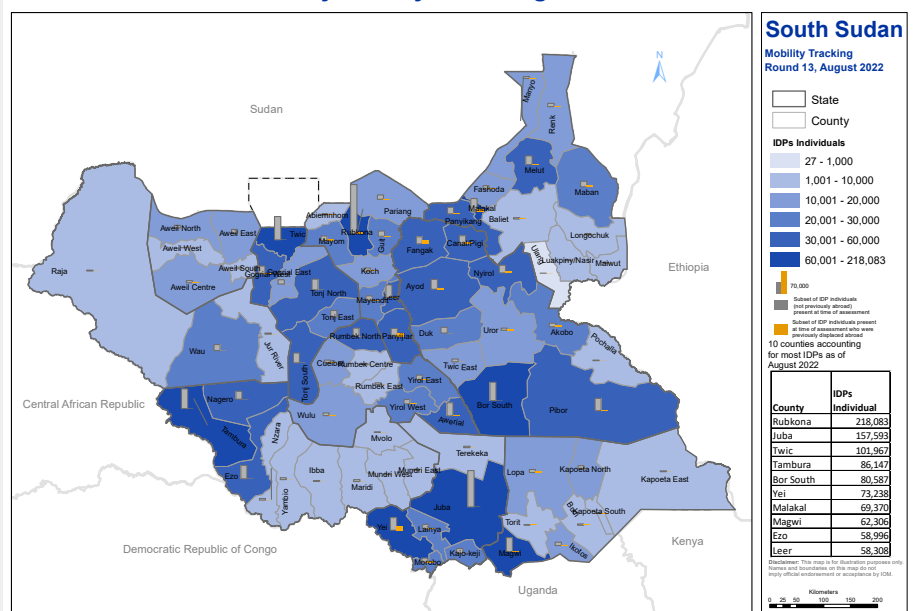 South Sudan
Mobility Tracking
Round 13, August 2022
State
County
IDPs Individuals
27 - 1,000
1,001 - 10,000
10,001 - 20,000
20,001 - 30,000
30,001 - 60,000
60,001 - 218,083
70,000
Subset of IDP individuals
(not previously abroad)
present at time of assessment
Subset of IDP individuals present
at time of assessment who were
previously displaced abroad
10 counties accounting
for most IDPs as of
August 2022
County IDPs Individual
Rubkona 218,083
Juba 157,593
Twic 101,967
Tambura 86,147
Bor South 80,587
Yei 73,238
Malakal 69,370
Magwi 62,306
Ezo 58,996
Leer 58,308
Disclaimer: This map is for illustration purposes only.
Names and boundaries on this map do not
imply official endorsement or acceptance by IOM.
Kilometers
0 25 50 100 150 200
N
Sudan
Ethiopia
Kenya
Uganda
Democratic Republic of Congo
Central African Republic
Manyo
Renk
Melut
Maban
Fashoda
Malakal
Panyikang
Baliet
Pariang
Abiemnhom
Rubkona
Twic
Mayom
Guit
Fangak
Canal/Pigi
Longochuk
Luakpiny/Nasir
Maiwut
Ulang
Nyirol
Aweil North
Aweil East
Aweil West
Aweil South
Aweil Centre
Raja
Gogrial West
Gogrial East
Koch
Tonj North
Mayendit
Leer
Ayod
Tonj East
Rumbek North
Panyijiar
Duk
Uror
Akobo
Pochalla
Wau
Jur River
Cueibet
Rumbek Centre
Twic East
Tonj South
Rumbek East
Yirol East
Yirol West
Awerial
Bor South
Pibor
Nagero
Wulu
Tambura
Nzara
Mvolo
Ezo
Yambio
Ibba
Maridi
Mundri West
Mundri East
Terekeka
Lopa
Kapoeta North
Kapoeta East
Kapoeta South
Juba
Torit
Ikotos
Yei
Lainya
Morobo
Kajo-keji
Magwi